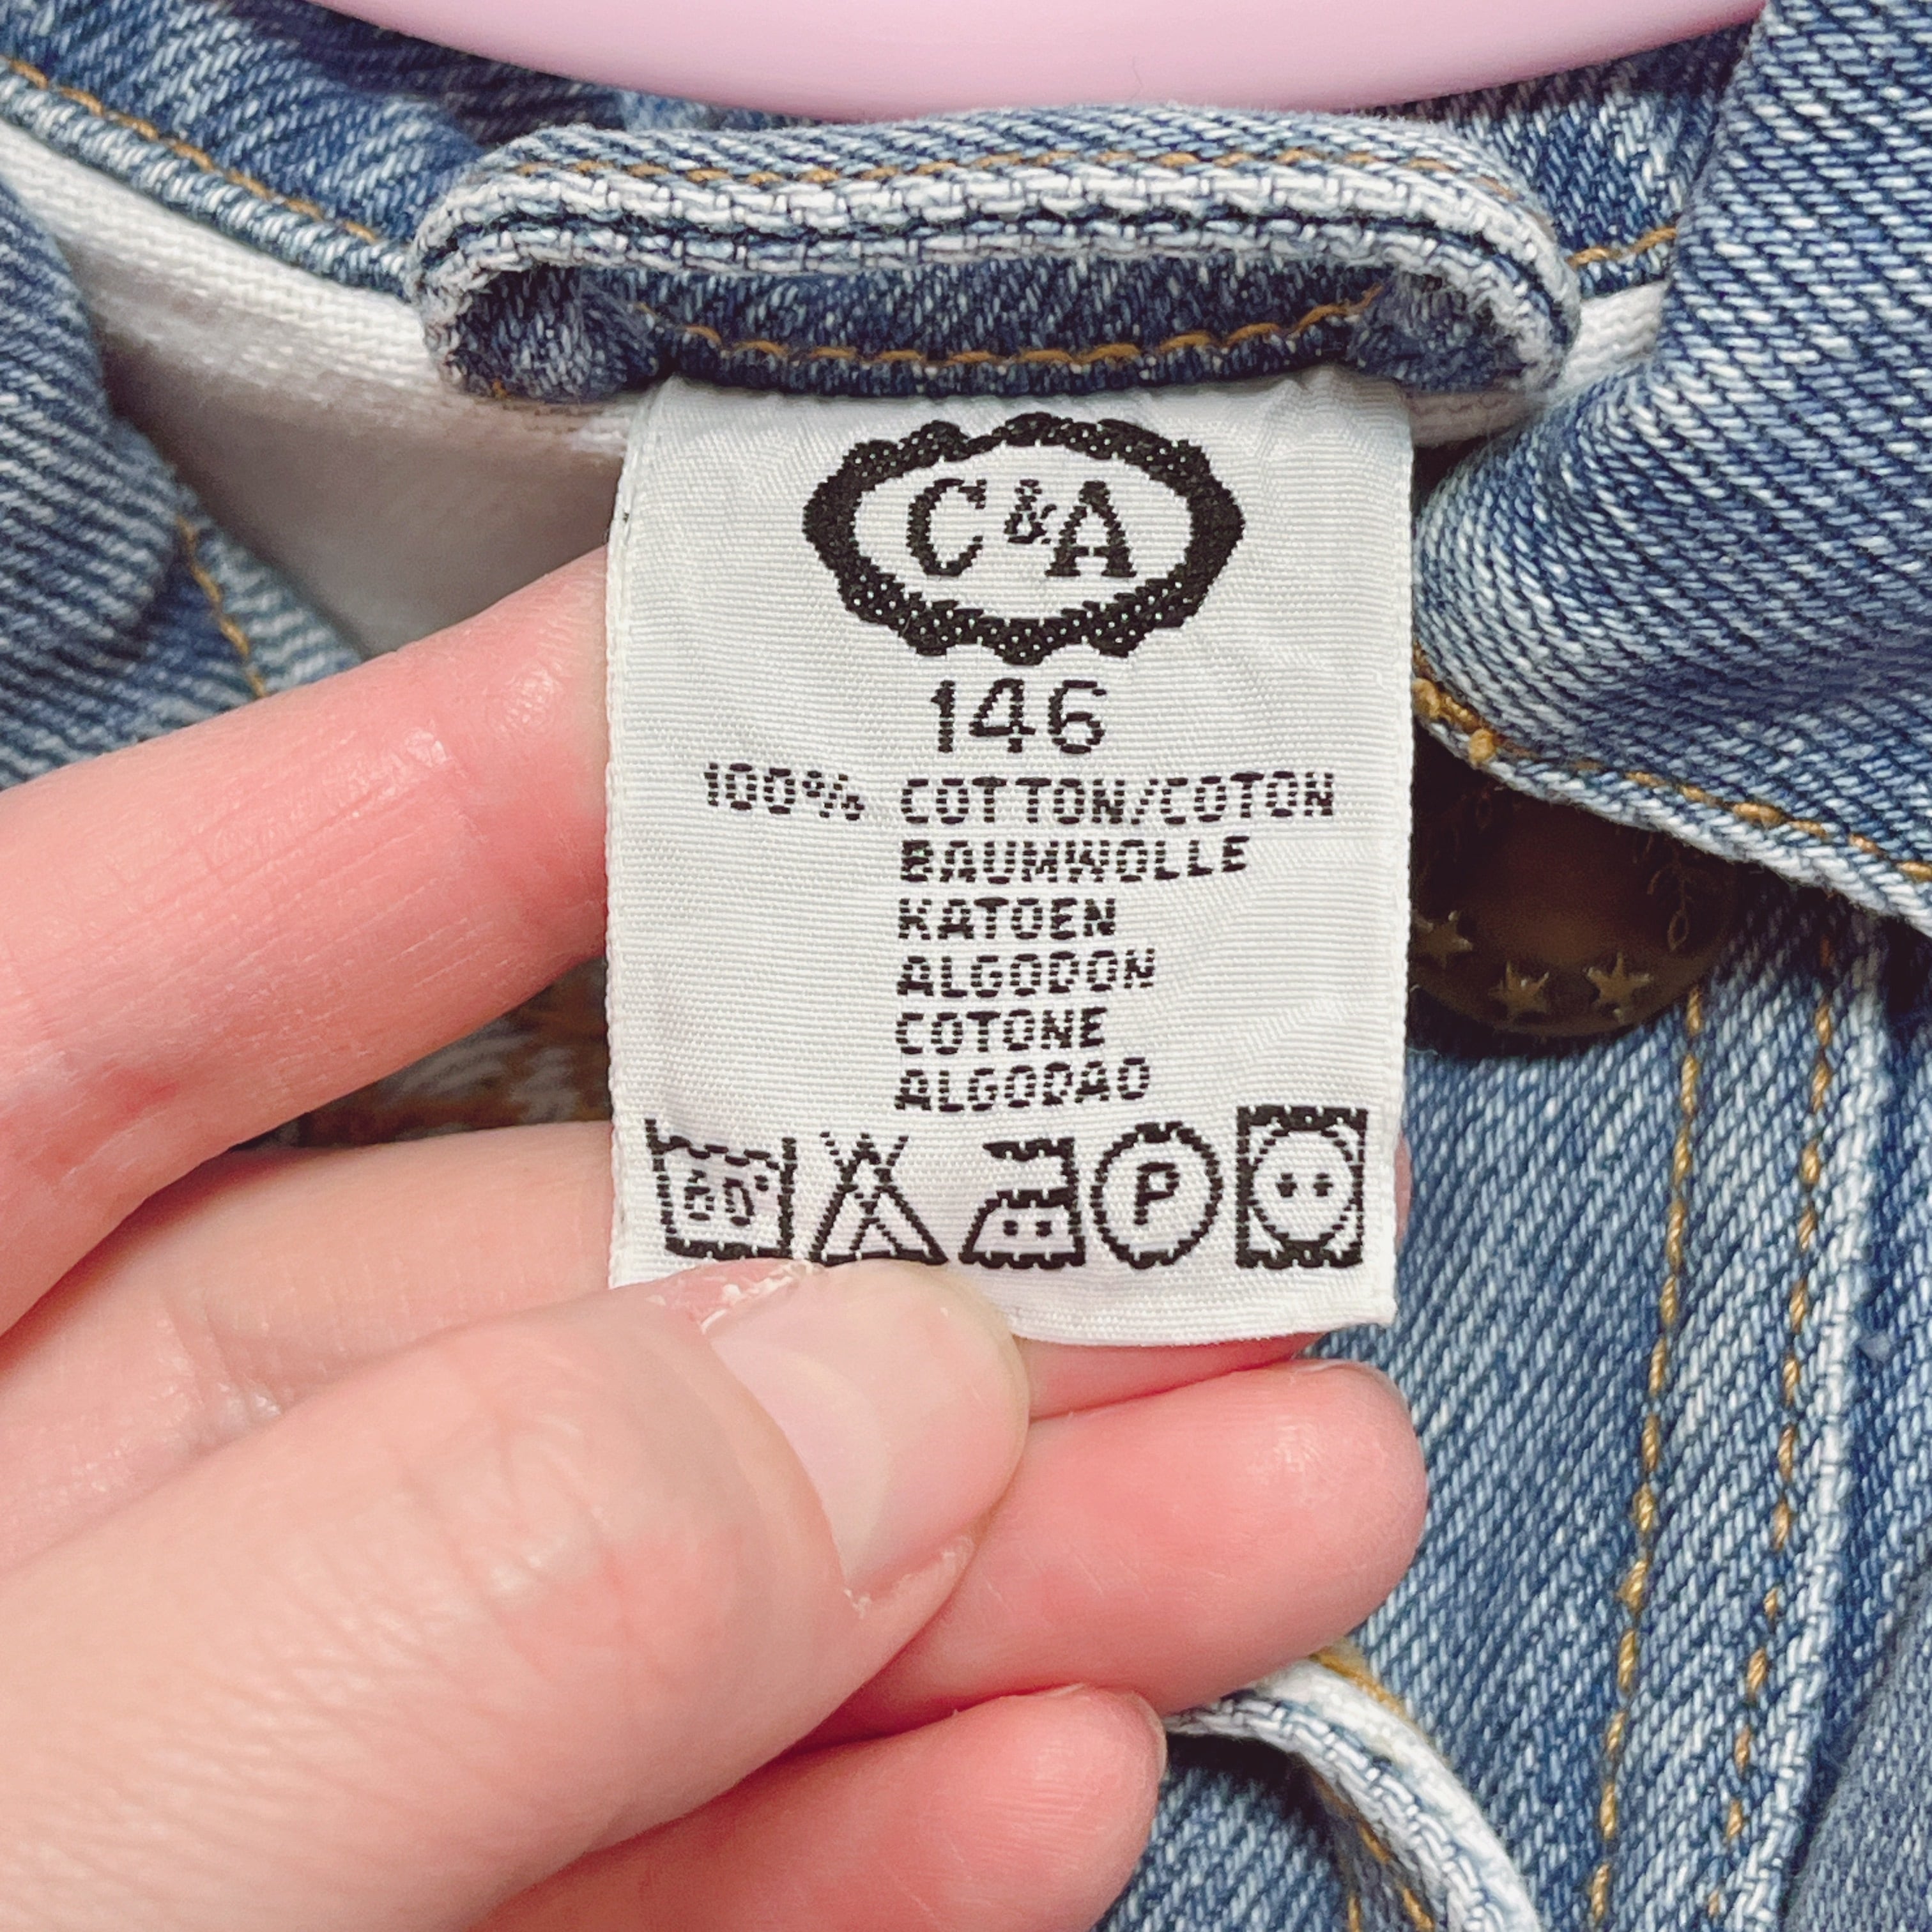 C&A
146
100% COTTON/COTON
BAUMWOLLE
KATOEN
ALGODON
COTONE
ALGODAO
60° P